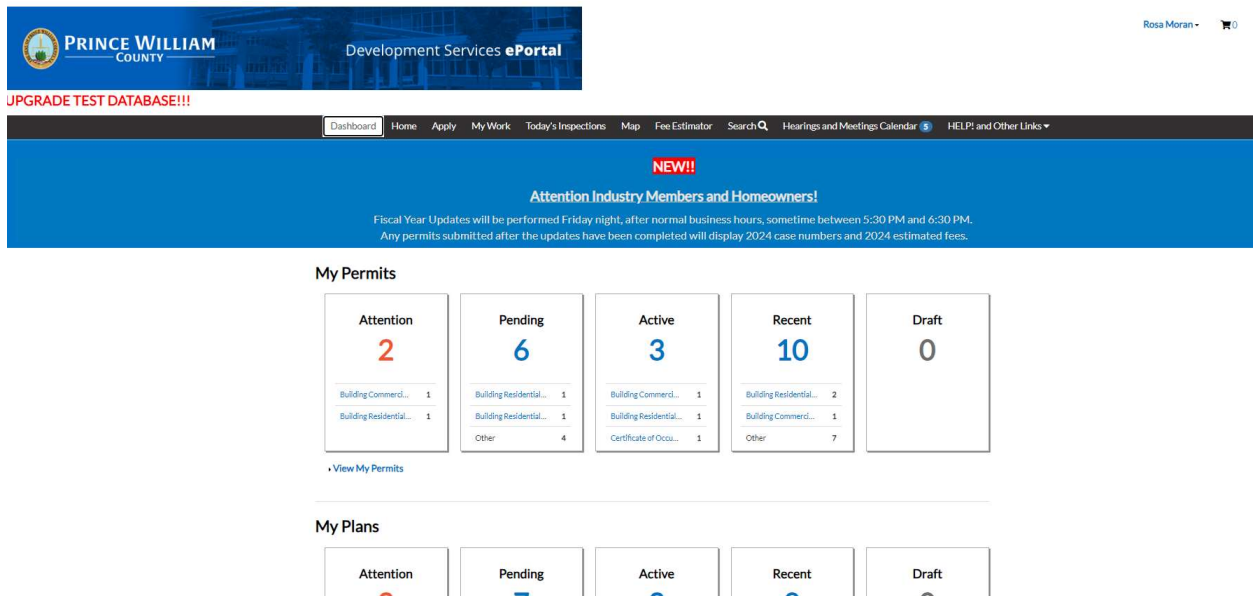 PRINCE WILLIAM
COUNTY
Development Services ePortal
Rosa Moran
0
UPGRADE TEST DATABASE!!!
Dashboard Home Apply My Work Today's Inspections Map Fee Estimator Search Hearings and Meetings Calendar 5 HELP! and Other Links
NEW!!
Attention Industry Members and Homeowners!
Fiscal Year Updates will be performed Friday night, after normal business hours, sometime between 5:30 PM and 6:30 PM.
Any permits submitted after the updates have been completed will display 2024 case numbers and 2024 estimated fees.
My Permits
Attention
2
Building Commerci... 1
Building Residential... 1
Pending
6
Building Residential... 1
Building Residential... 1
Other 4
Active
3
Building Commerci... 1
Building Residential... 1
Certificate of Occu... 1
Recent
10
Building Residential... 2
Building Commerci... 1
Other 7
Draft
0
View My Permits
My Plans
Attention
Pending
Active
Recent
Draft